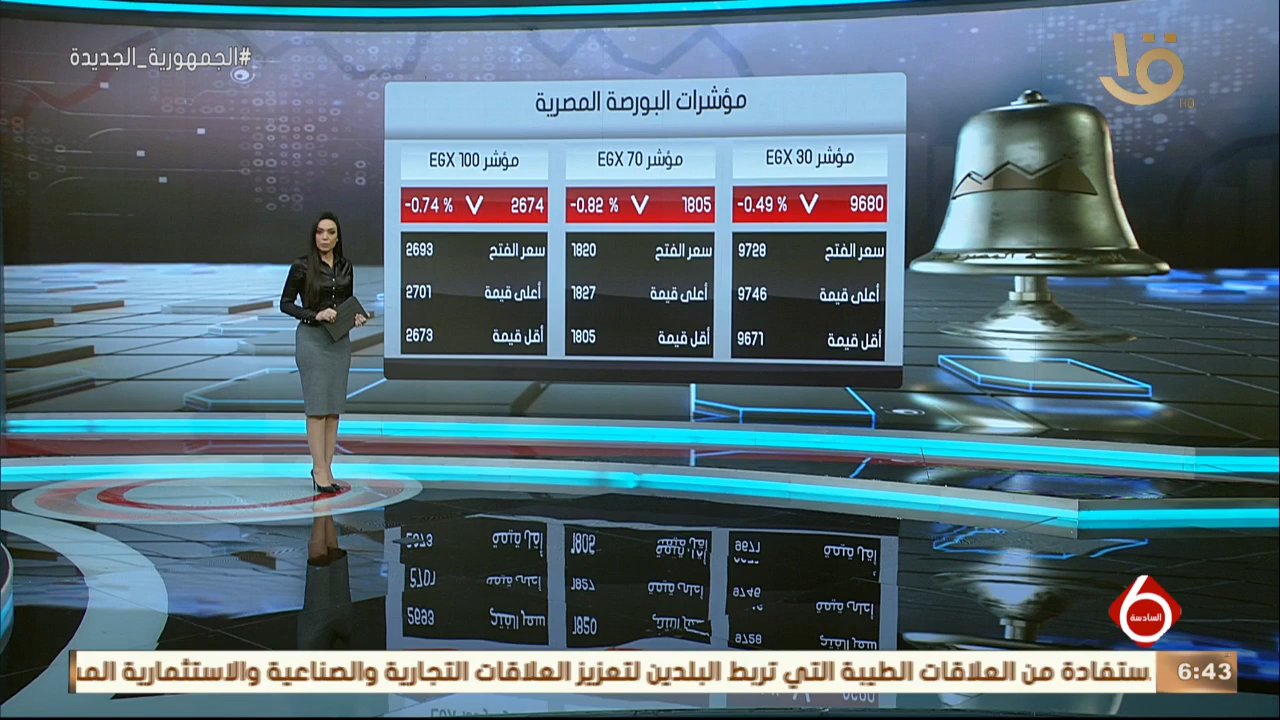 #الجمهورية_الجديدة
HD
مؤشرات البورصة المصرية
مؤشر EGX 30
9680 -0.49 %
سعر الفتح 9728
أعلى قيمة 9746
أقل قيمة 9671
مؤشر EGX 70
1805 -0.82 %
سعر الفتح 1820
أعلى قيمة 1827
أقل قيمة 1805
مؤشر EGX 100
2674 -0.74 %
سعر الفتح 2693
أعلى قيمة 2701
أقل قيمة 2673
6
السادسة
6:43
ستفادة من العلاقات الطيبة التي تربط البلدين لتعزيز العلاقات التجارية والصناعية والاستثمارية الم